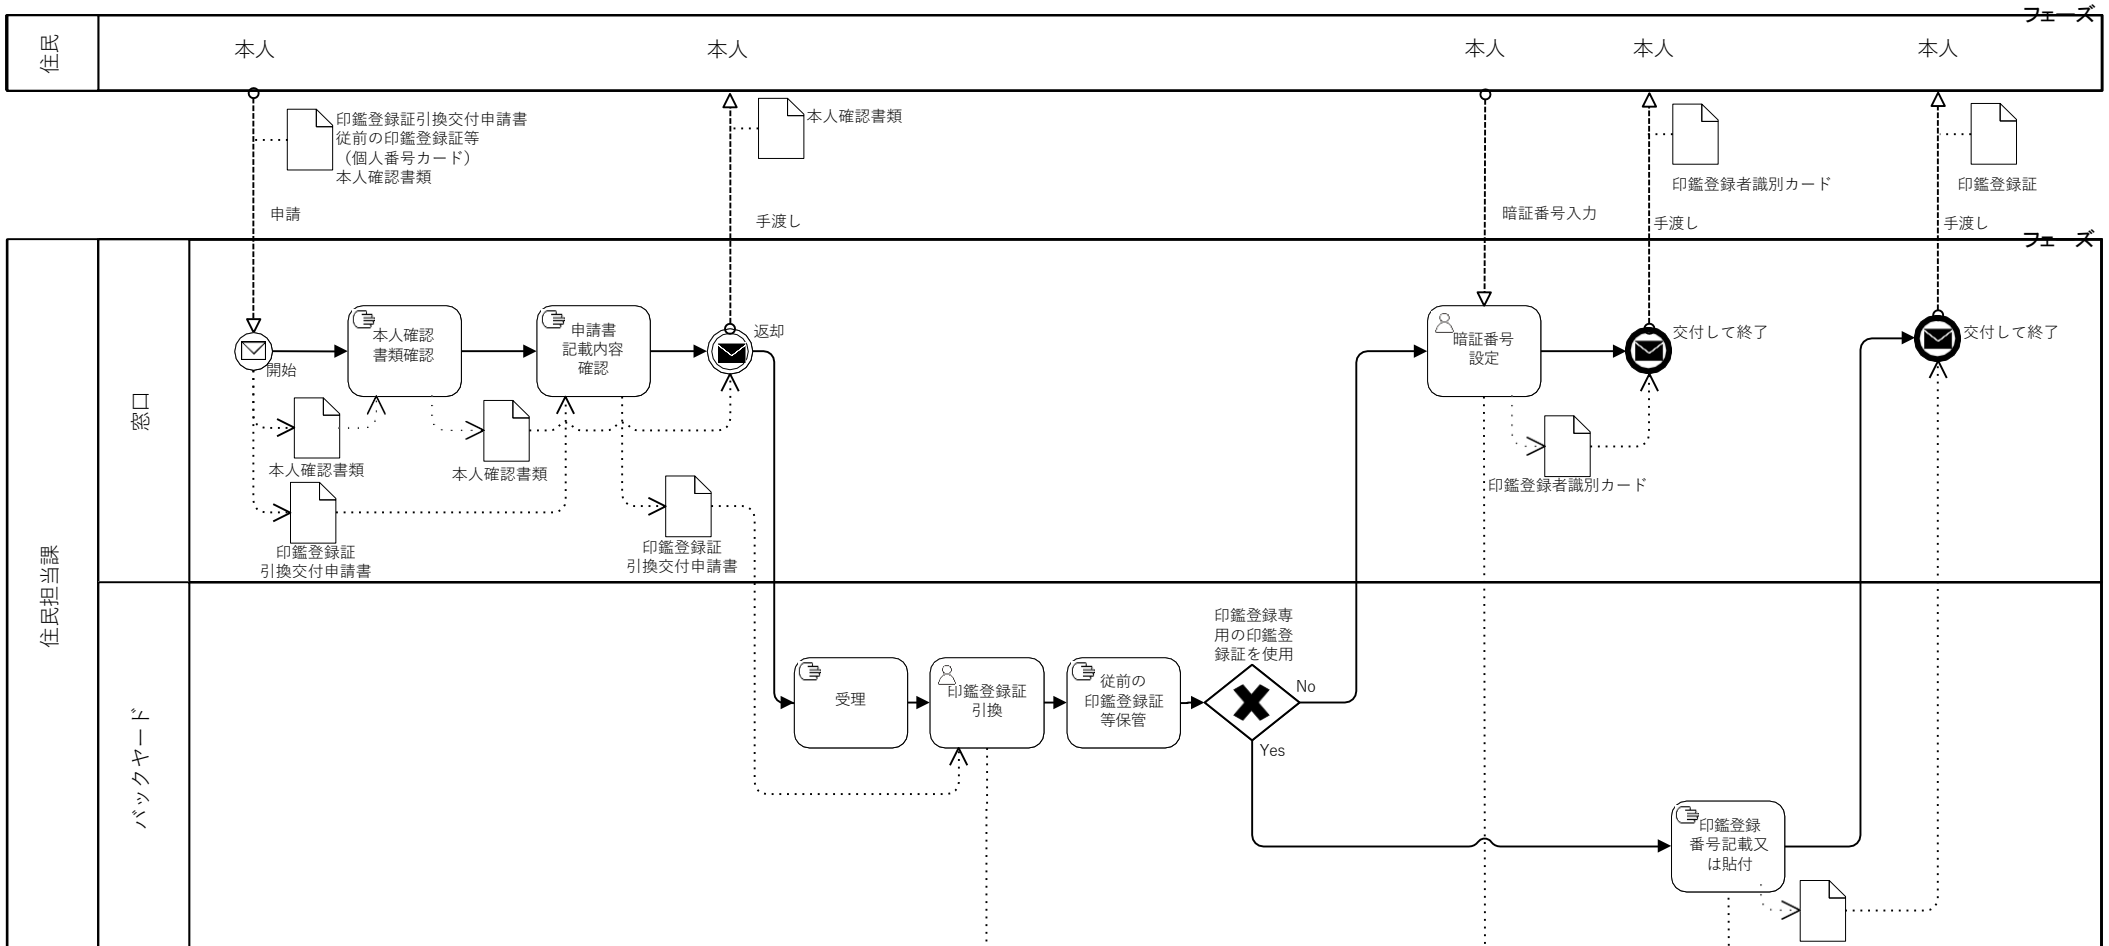 フェーズ
住民
本人
本人
本人
本人
本人
印鑑登録証引換交付申請書
従前の印鑑登録証等
（個人番号カード）
本人確認書類
申請
本人確認書類
手渡し
暗証番号入力
印鑑登録者識別カード
手渡し
印鑑登録証
手渡し
フェーズ
住民担当課
窓口
開始
本人確認
書類確認
申請書
記載内容
確認
返却
暗証番号
設定
交付して終了
交付して終了
本人確認書類
本人確認書類
印鑑登録証
引換交付申請書
印鑑登録証
引換交付申請書
印鑑登録者識別カード
バックヤード
受理
印鑑登録証
引換
従前の
印鑑登録証
等保管
印鑑登録専
用の印鑑登
録証を使用
No
Yes
印鑑登録
番号記載又
は貼付